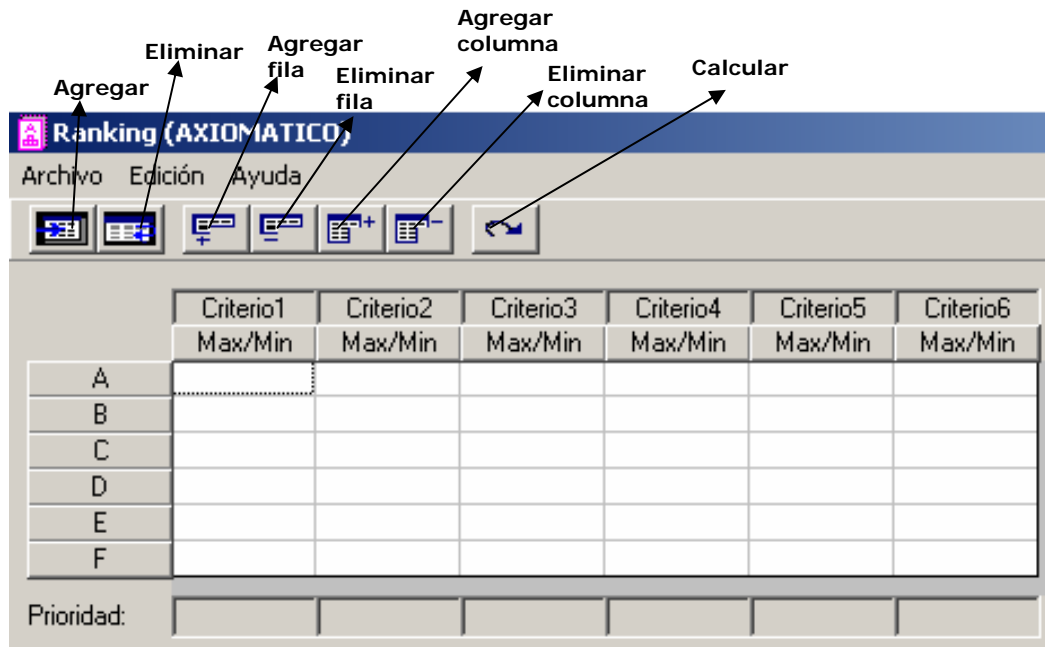 Agregar
columna
Eliminar
Agregar
fila
Eliminar
fila
Eliminar
columna
Calcular
Agregar
Ranking (AXIOMATICO)
Archivo Edición Ayuda
Criterio1 Criterio2 Criterio3 Criterio4 Criterio5 Criterio6
Max/Min Max/Min Max/Min Max/Min Max/Min Max/Min
A
B
C
D
E
F
Prioridad: